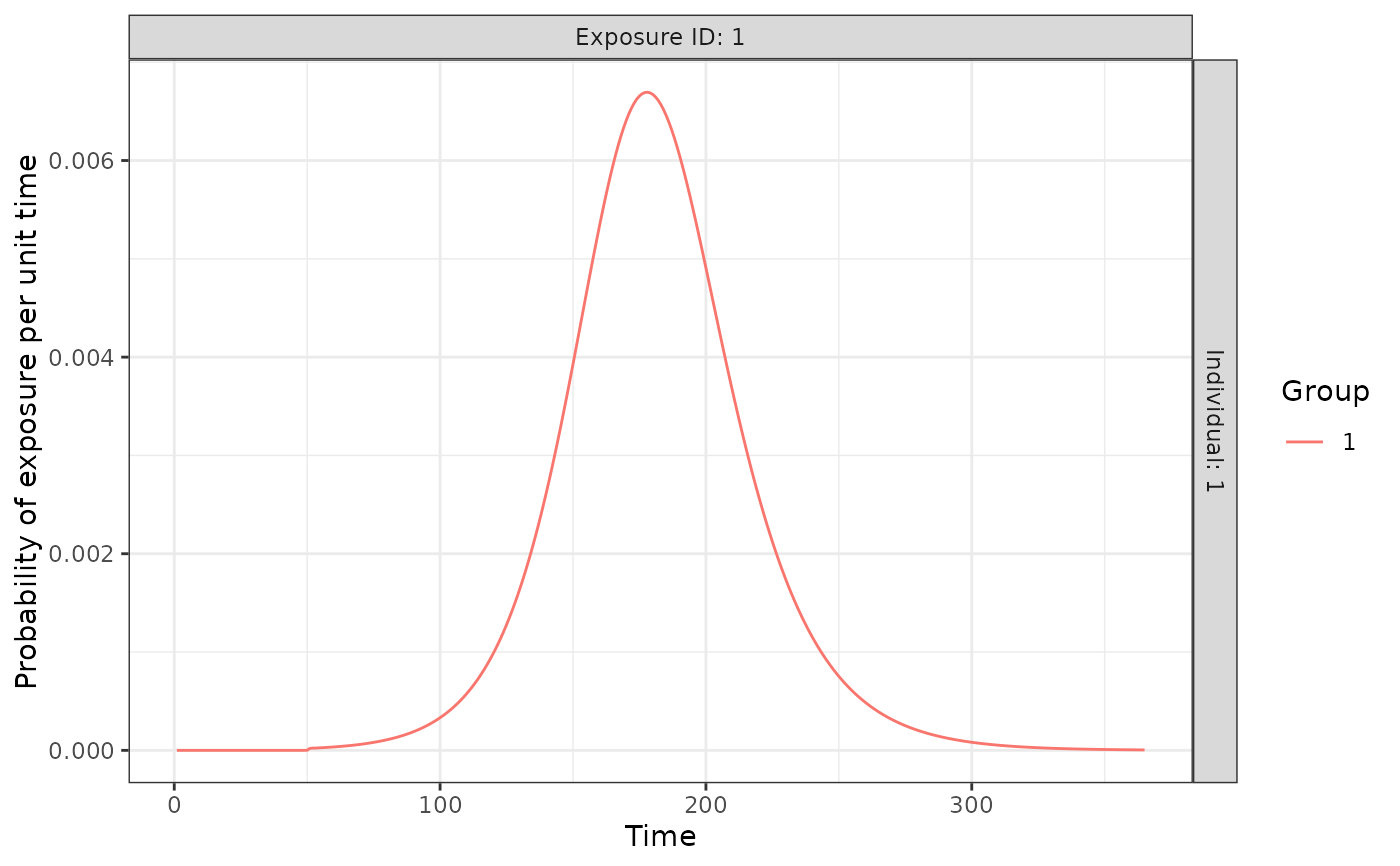 Exposure ID: 1
Probability of exposure per unit time
0.006
0.004
0.002
0.000
0
100
200
300
Time
Individual: 1
Group
1